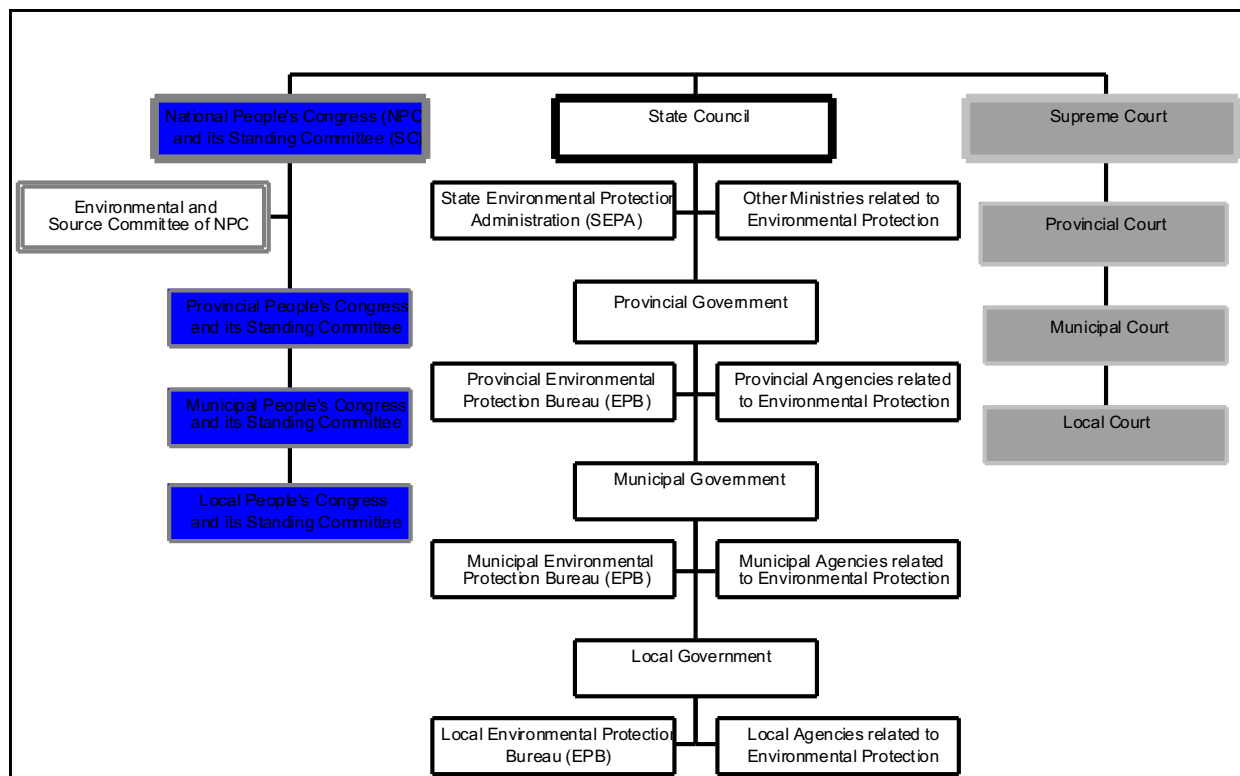 National People's Congress (NPC
and its Standing Committee (SC)
State Council
Supreme Court
Environmental and
Source Committee of NPC
State Environmental Protection
Administration (SEPA)
Other Ministries related to
Environmental Protection
Provincial Court
Provincial People's Congress
and its Standing Committee
Provincial Government
Municipal Court
Municipal People's Congress
and its Standing Committee
Provincial Environmental
Protection Bureau (EPB)
Provincial Angencies related
to Environmental Protection
Local Court
Local People's Congress
and its Standing Committee
Municipal Government
Municipal Environmental
Protection Bureau (EPB)
Municipal Agencies related
to Environmental Protection
Local Government
Local Environmental Protection
Bureau (EPB)
Local Agencies related to
Environmental Protection